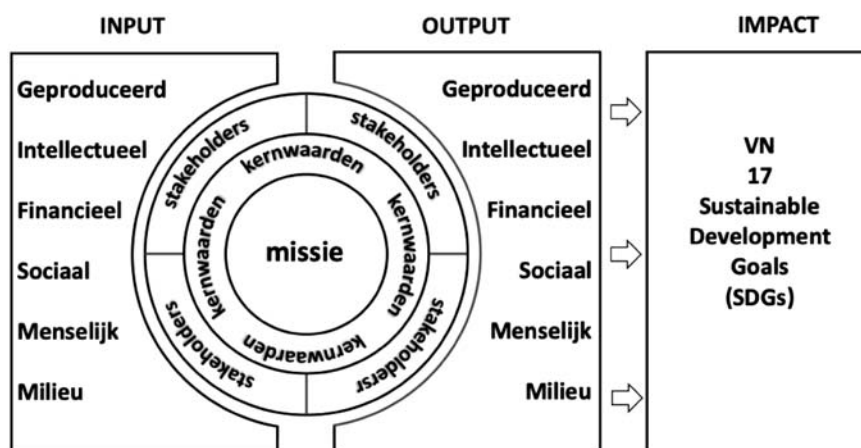 INPUT
OUTPUT
IMPACT
Geproduceerd
Intellectueel
Financieel
Sociaal
Menselijk
Milieu
stakeholders
stakeholders
stakeholders
stakeholdersr
kernwaarden
kernwaarden
kernwaarden
kernwaarden
missie
Geproduceerd
Intellectueel
Financieel
Sociaal
Menselijk
Milieu
VN
17
Sustainable
Development
Goals
(SDGs)